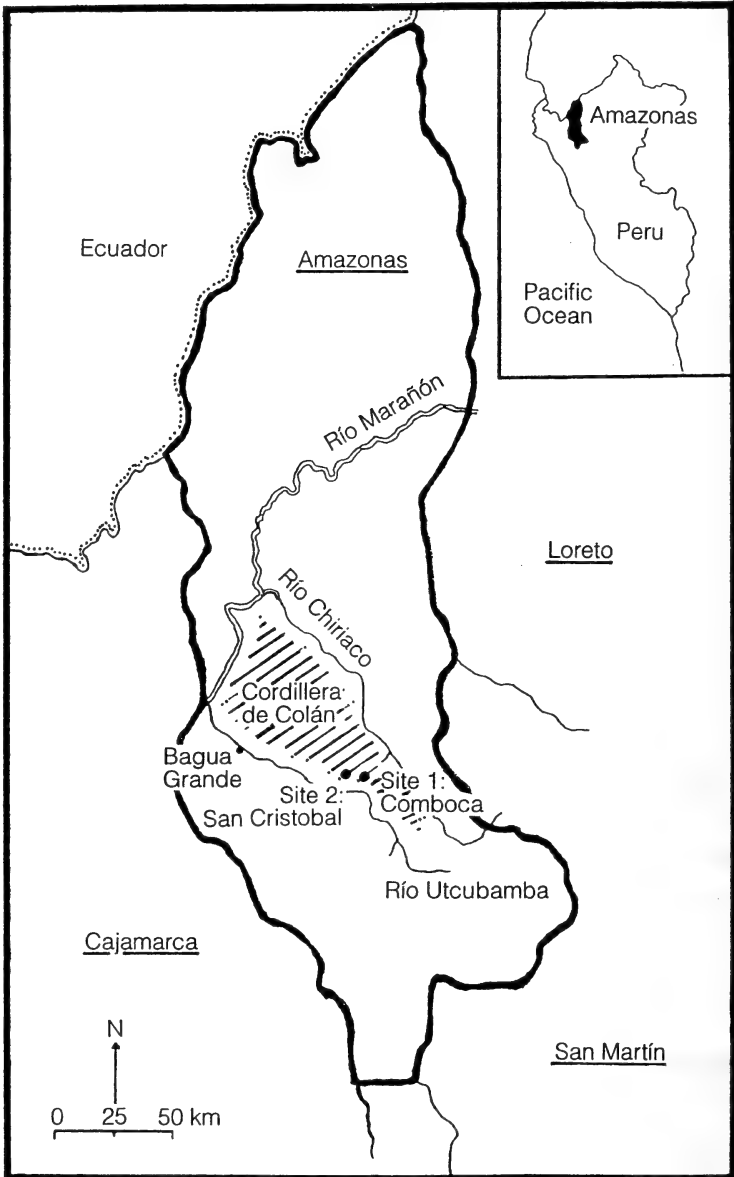 Ecuador
Amazonas
Amazonas
Peru
Pacific
Ocean
Río Marañón
Loreto
Río Chiriaco
Cordillera
de Colán
Bagua
Grande
Site 1:
Comboca
Site 2:
San Cristobal
Río Utcubamba
Cajamarca
San Martín
N
0 25 50 km